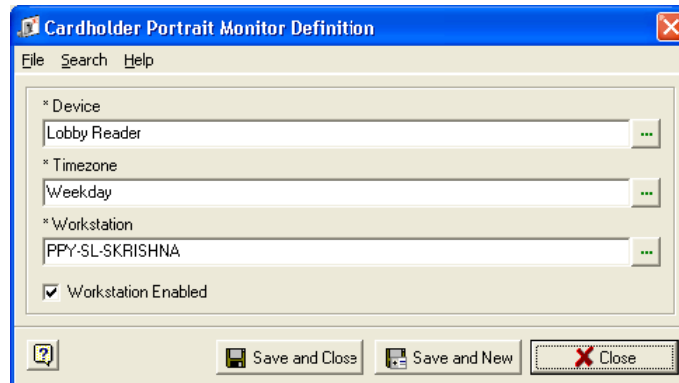 Cardholder Portrait Monitor Definition
File Search Help
* Device
Lobby Reader
...
* Timezone
Weekday
...
* Workstation
PPY-SL-SKRISHNA
...
Workstation Enabled
? Save and Close Save and New Close